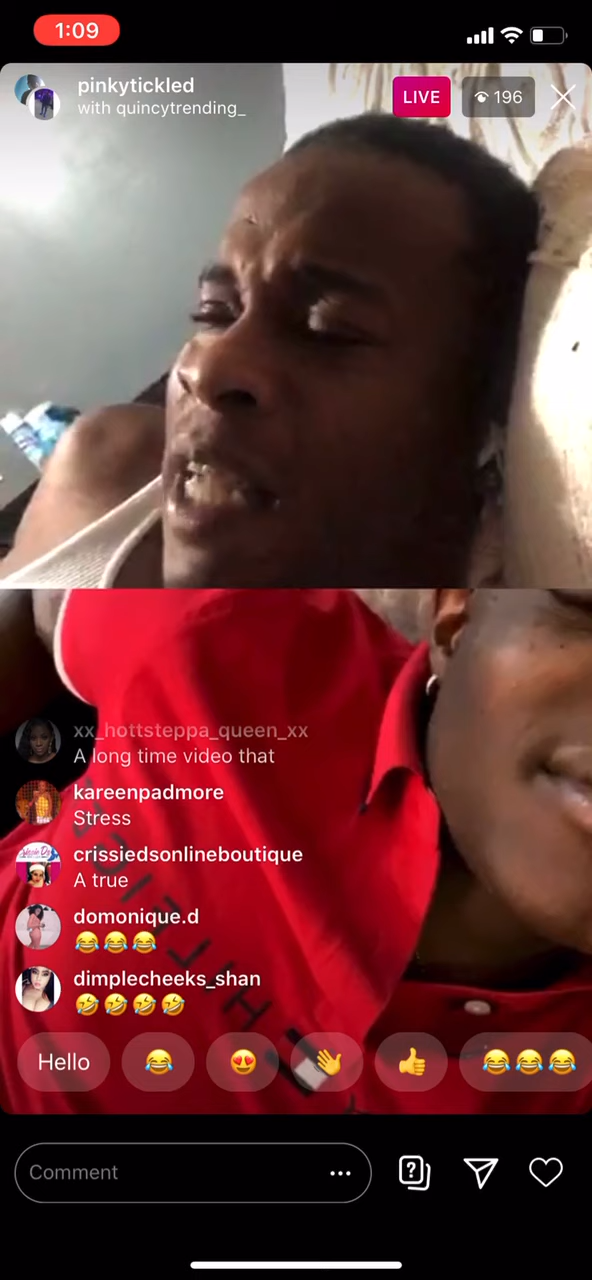 1:09
pinkytickled
with quincytrending_
LIVE
196
xx_hottsteppa_queen_xx
A long time video that
kareenpadmore
Stress
crissiedsonlineboutique
A true
domonique.d
😂😂😂
dimplecheeks_shan
🤣🤣🤣🤣
Hello 😂 😍 👋 👍 😂😂😂
Comment